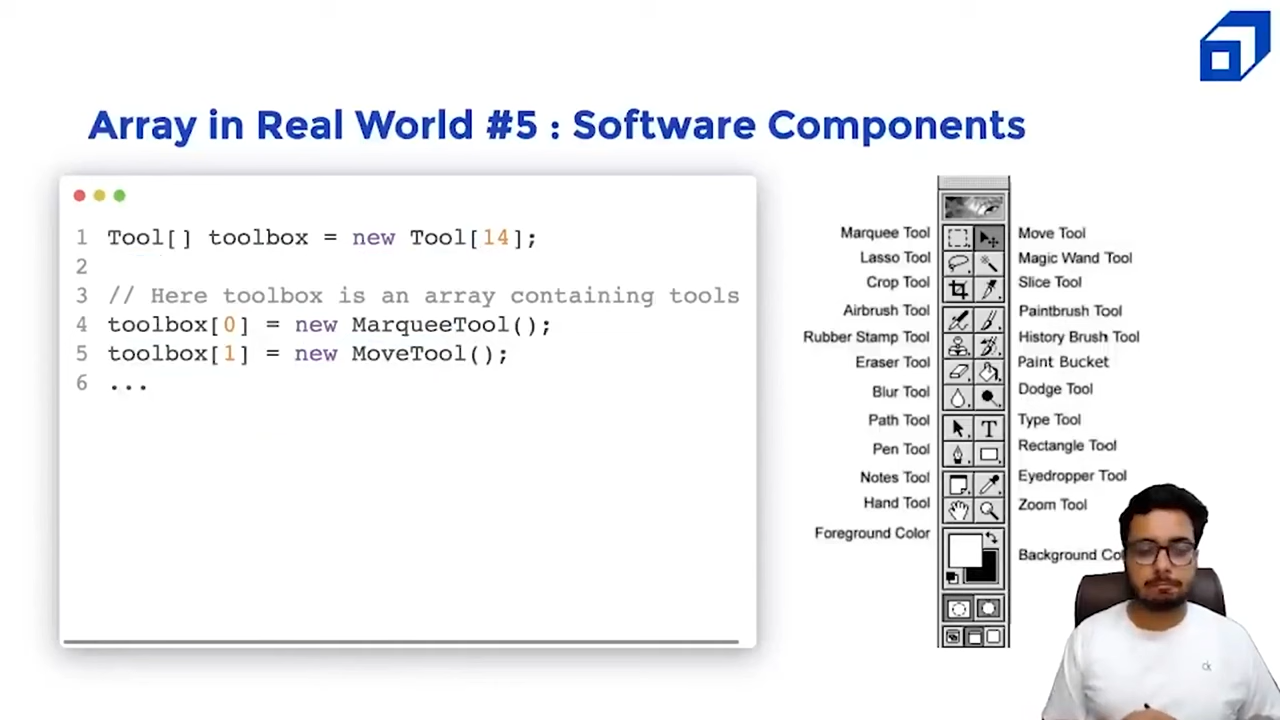 Array in Real World #5 : Software Components
1 Tool[] toolbox = new Tool[14];
2
3 // Here toolbox is an array containing tools
4 toolbox[0] = new MarqueeTool();
5 toolbox[1] = new MoveTool();
6 ...
Marquee Tool
Move Tool
Lasso Tool
Magic Wand Tool
Crop Tool
Slice Tool
Airbrush Tool
Paintbrush Tool
Rubber Stamp Tool
History Brush Tool
Eraser Tool
Paint Bucket
Blur Tool
Dodge Tool
Path Tool
T
Type Tool
Pen Tool
Rectangle Tool
Notes Tool
Eyedropper Tool
Hand Tool
Zoom Tool
Foreground Color
Background Co
ck